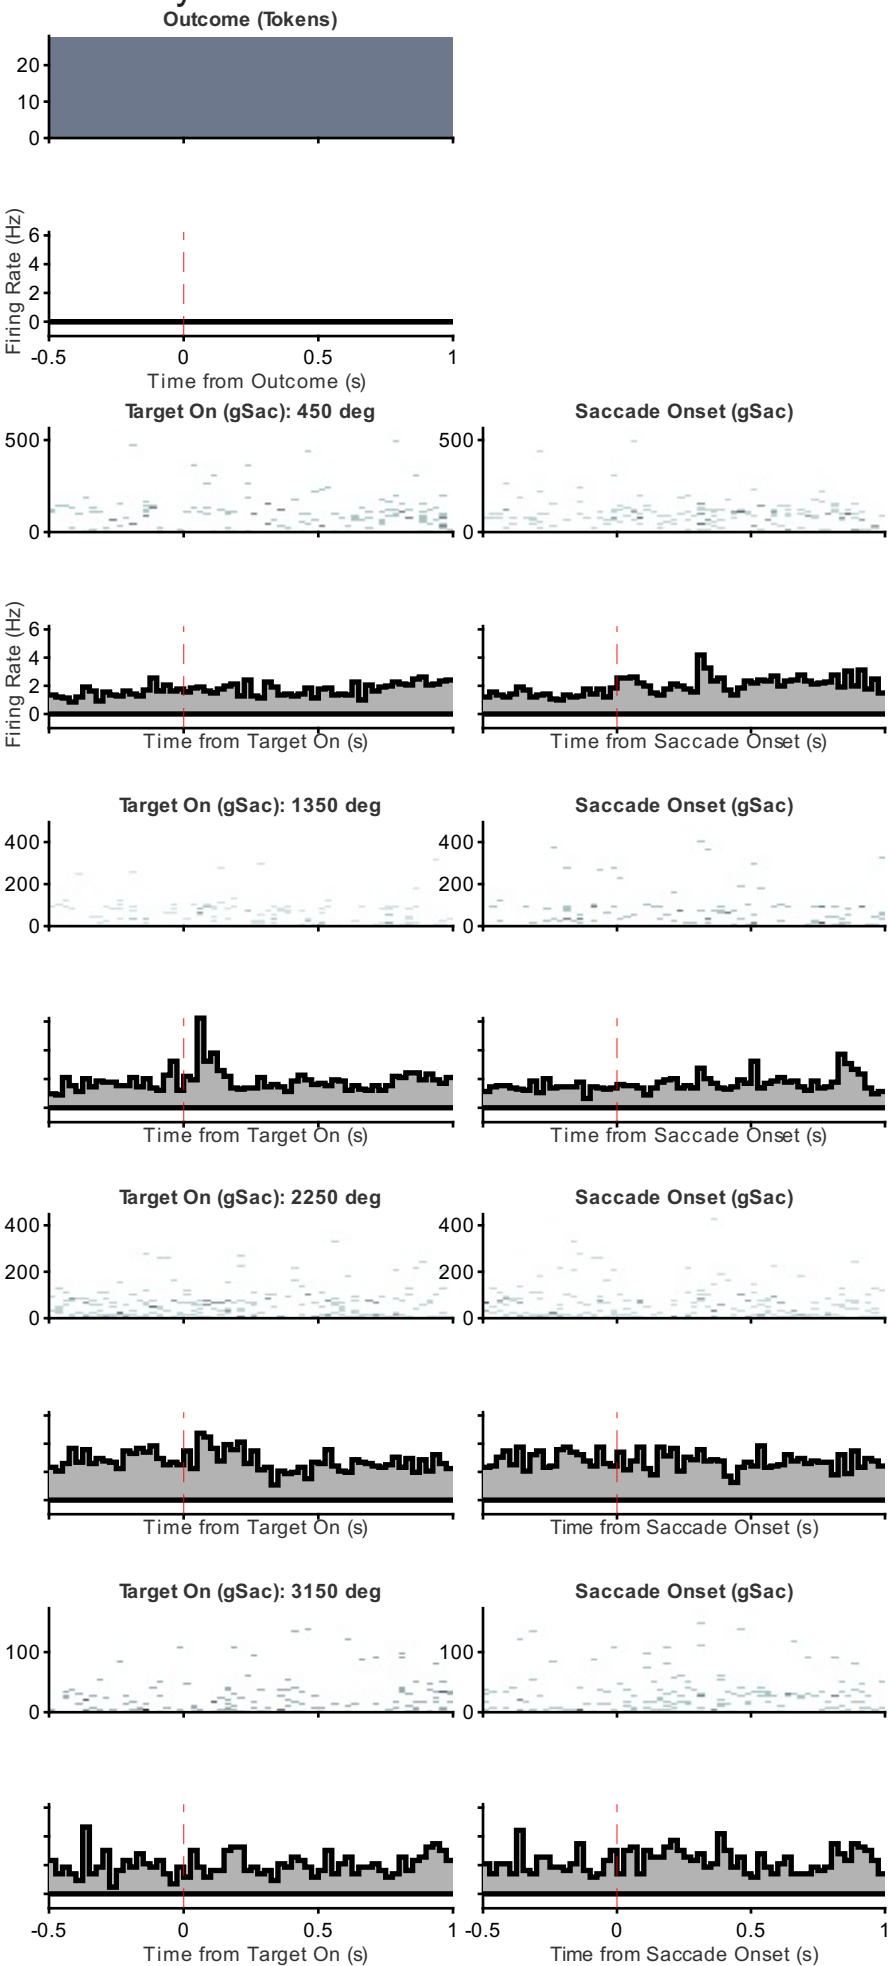 Outcome (Tokens)
20
10
0
Firing Rate (Hz)
6
4
2
0
-0.5 0 0.5 1
Time from Outcome (s)
Target On (gSac): 450 deg Saccade Onset (gSac)
500 500
0 0
Firing Rate (Hz)
6
4
2
0
Time from Target On (s) Time from Saccade Onset (s)
Target On (gSac): 1350 deg Saccade Onset (gSac)
400 400
200 200
0 0
Time from Target On (s) Time from Saccade Onset (s)
Target On (gSac): 2250 deg Saccade Onset (gSac)
400 400
200 200
0 0
Time from Target On (s) Time from Saccade Onset (s)
Target On (gSac): 3150 deg Saccade Onset (gSac)
100 100
0 0
-0.5 0 0.5 1 -0.5 0 0.5 1
Time from Target On (s) Time from Saccade Onset (s)